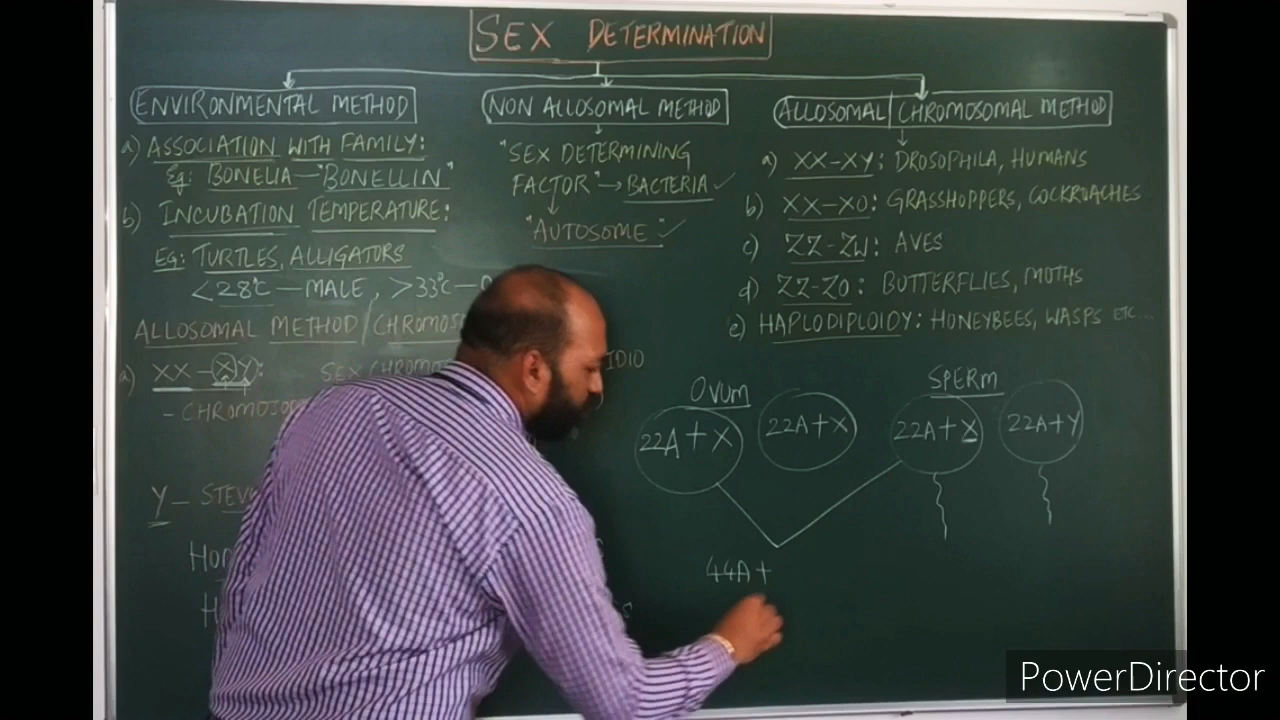 SEX DETERMINATION
ENVIRONMENTAL METHOD
a) ASSOCIATION WITH FAMILY:
Eg: BONELIA—"BONELLIN"
b) INCUBATION TEMPERATURE:
Eg: TURTLES, ALLIGATORS
<28°C — MALE, >33°C —
NON ALLOSOMAL METHOD
"SEX DETERMINING
FACTOR" → BACTERIA ✓
"AUTOSOME" ✓
ALLOSOMAL | CHROMOSOMAL METHOD
a) XX-XY: DROSOPHILA, HUMANS
b) XX-XO: GRASSHOPPERS, COCKROACHES
c) ZZ-ZW: AVES
d) ZZ-ZO: BUTTERFLIES, MOTHS
e) HAPLODIPLOIDY: HONEYBEES, WASPS ETC...
ALLOSOMAL METHOD /
a) XX - XY:
SEX
Y —
OVUM
SPERM
22A + X
22A+X
22A + X
22A+Y
44A+
PowerDirector